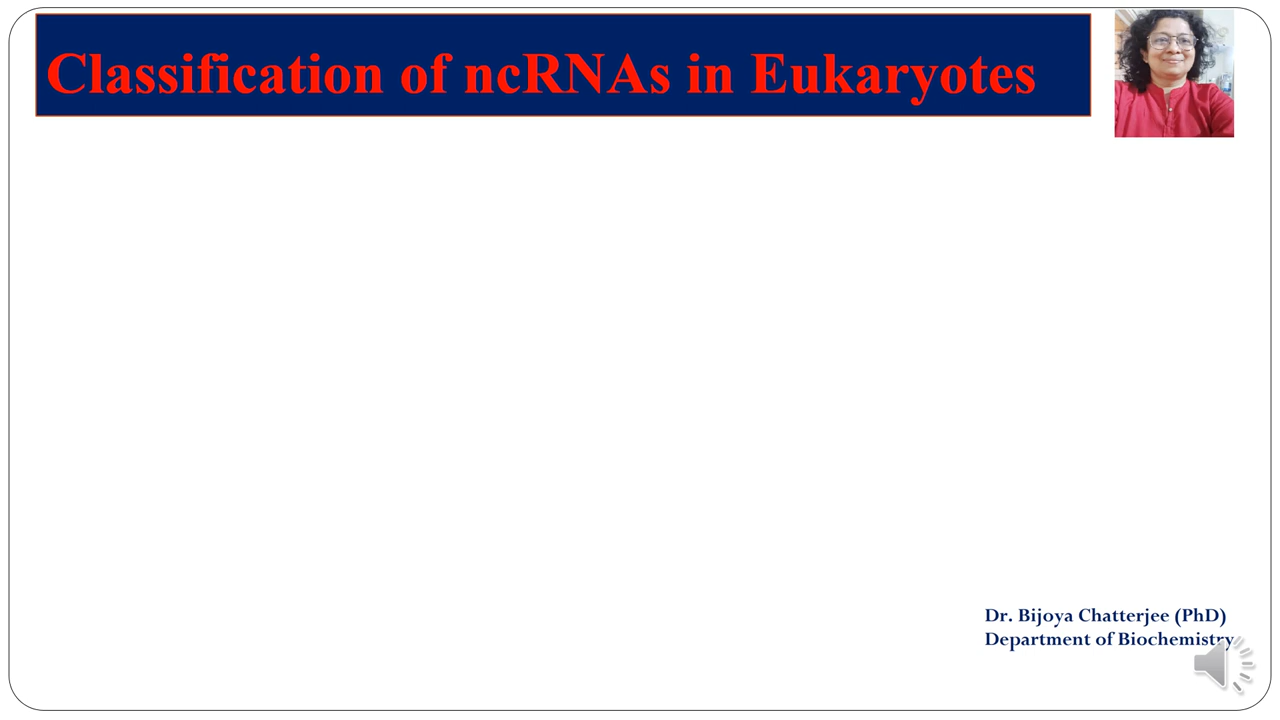 Classification of ncRNAs in Eukaryotes
Dr. Bijoya Chatterjee (PhD)
Department of Biochemistry